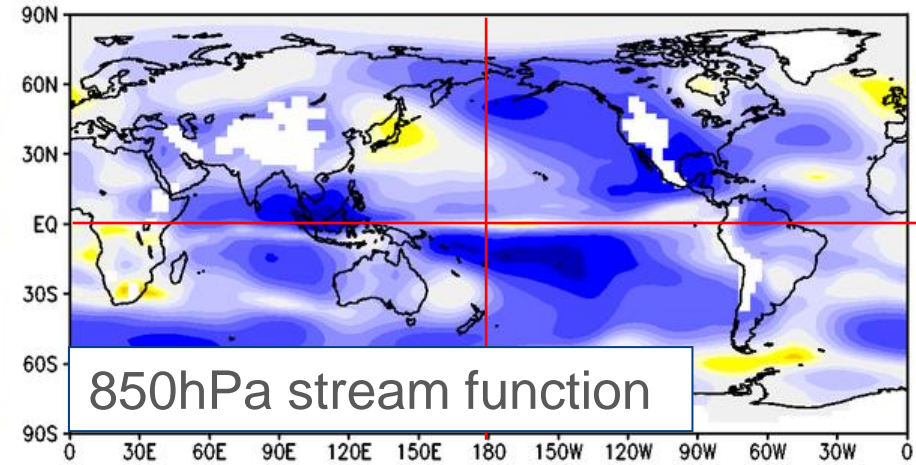 90N
60N
30N
EQ
30S
60S
90S
850hPa stream function
0 30E 60E 90E 120E 150E 180 150W 120W 90W 60W 30W 0